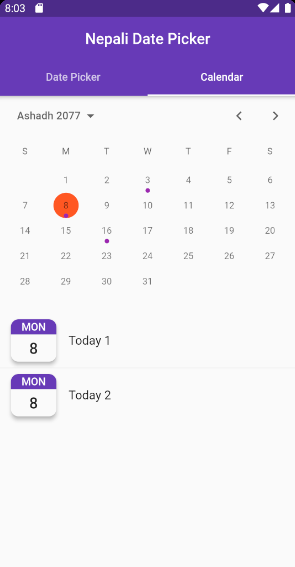 8:03
Nepali Date Picker
Date Picker Calendar
Ashadh 2077
S M T W T F S
1 2 3 4 5 6
7 8 9 10 11 12 13
14 15 16 17 18 19 20
21 22 23 24 25 26 27
28 29 30 31
MON
8 Today 1
MON
8 Today 2